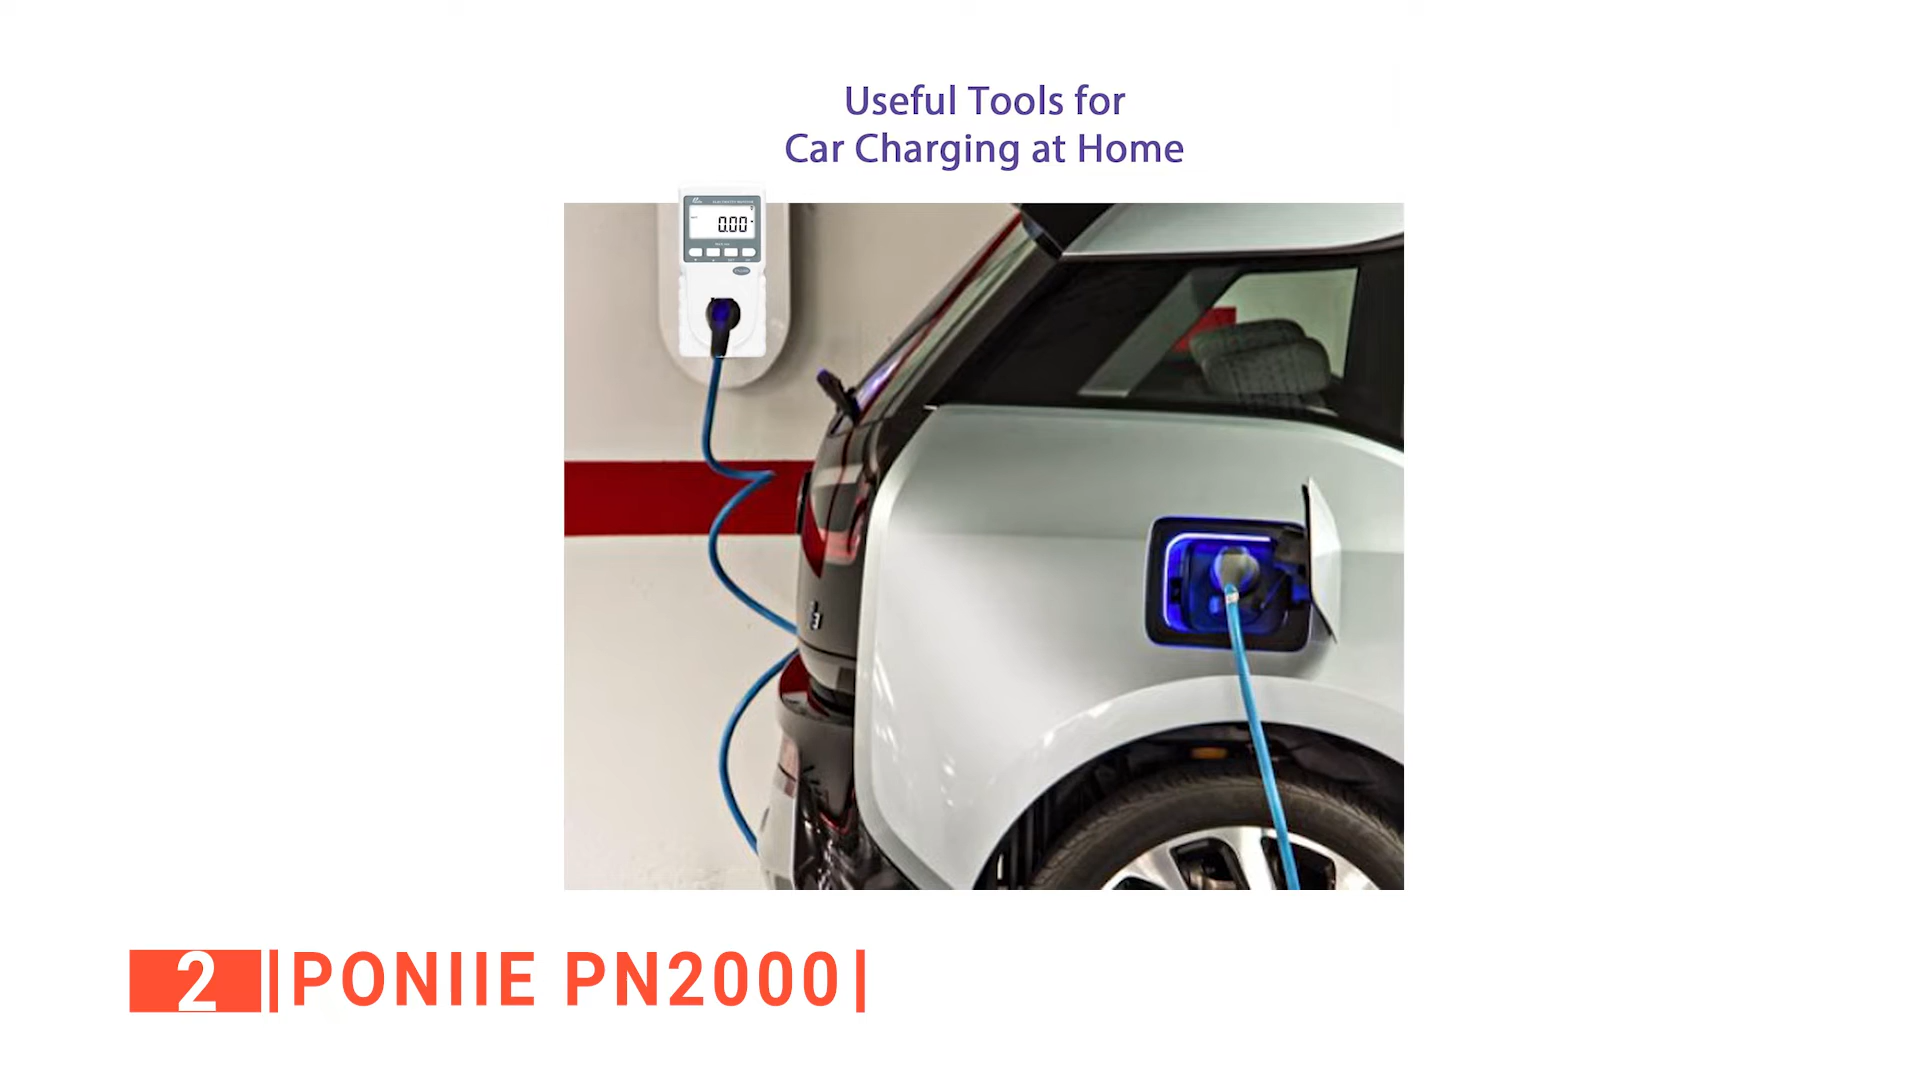 Useful Tools for
Car Charging at Home
0.00
2
PONIIE PN2000